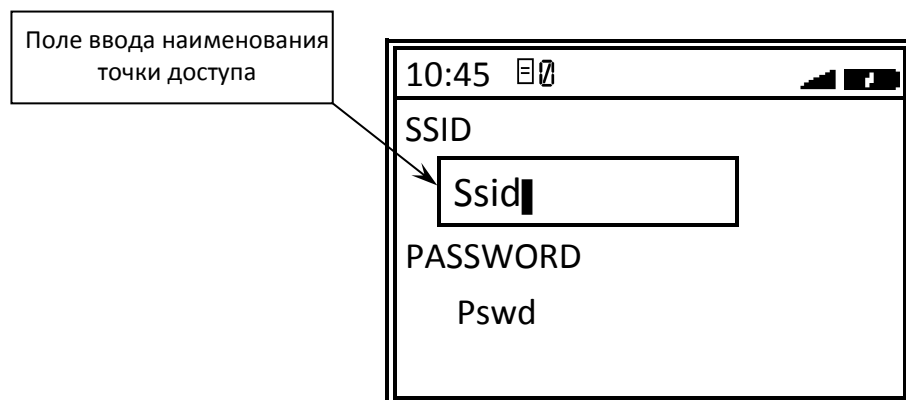 Поле ввода наименования
точки доступа
10:45
SSID
Ssid
PASSWORD
Pswd